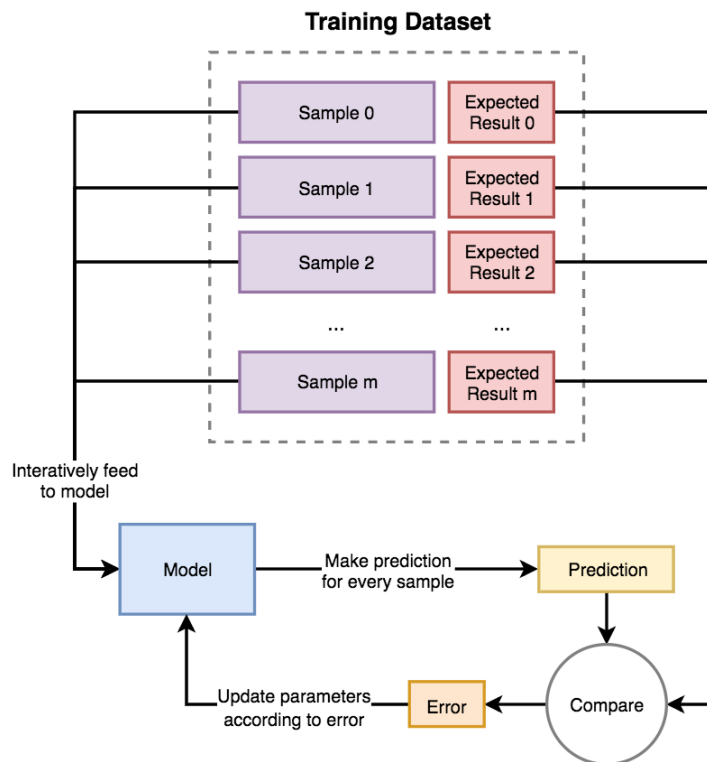 Training Dataset
Sample 0
Expected
Result 0
Sample 1
Expected
Result 1
Sample 2
Expected
Result 2
...
...
Sample m
Expected
Result m
Interatively feed
to model
Model
Make prediction
for every sample
Prediction
Update parameters
according to error
Error
Compare